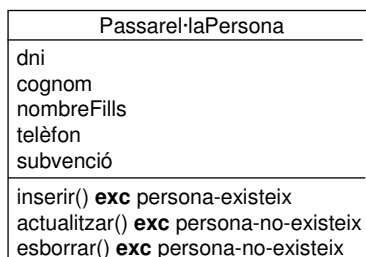 Passarel·laPersona
dni
cognom
nombreFills
telèfon
subvenció
inserir() exc persona-existeix
actualitzar() exc persona-no-existeix
esborrar() exc persona-no-existeix